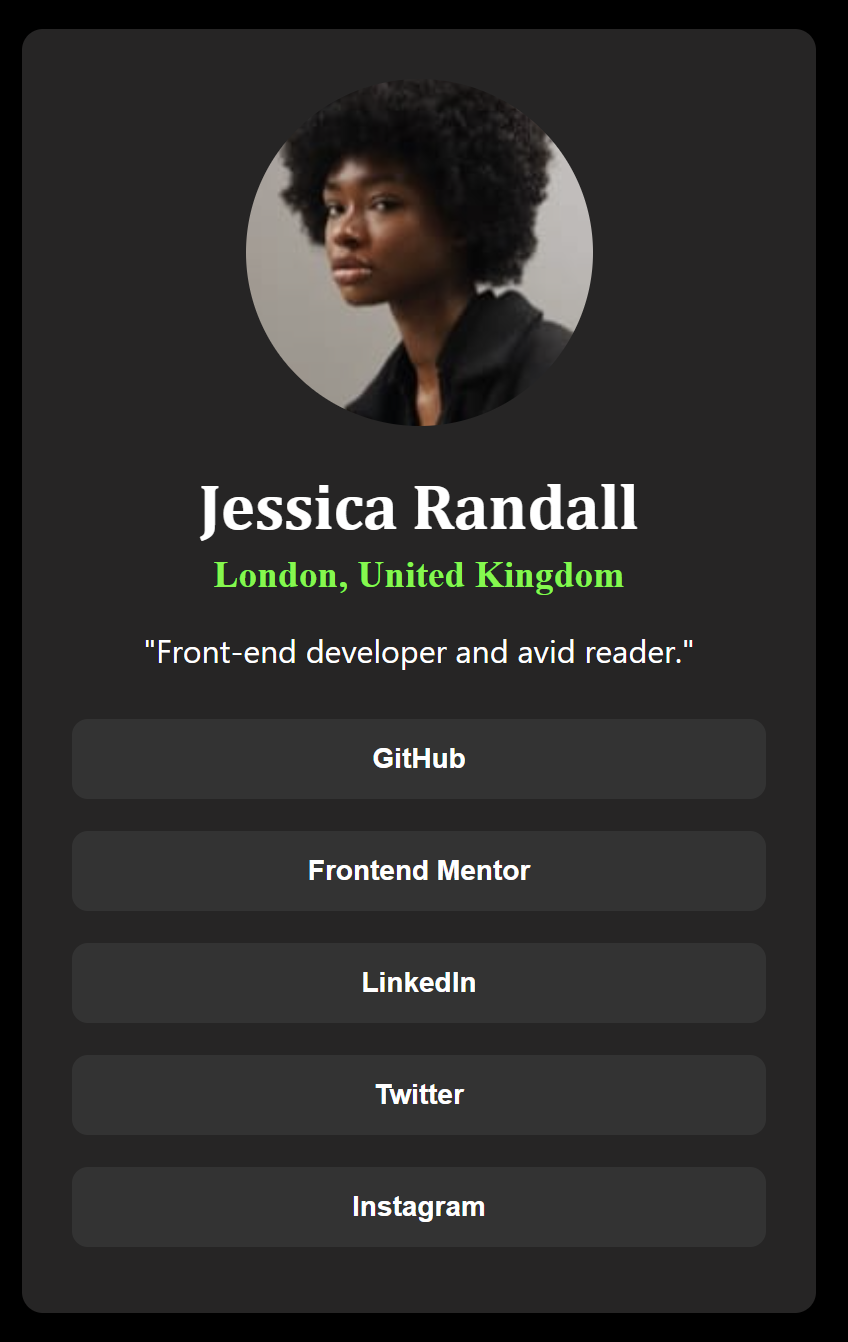 Jessica Randall
London, United Kingdom
"Front-end developer and avid reader."
GitHub
Frontend Mentor
LinkedIn
Twitter
Instagram